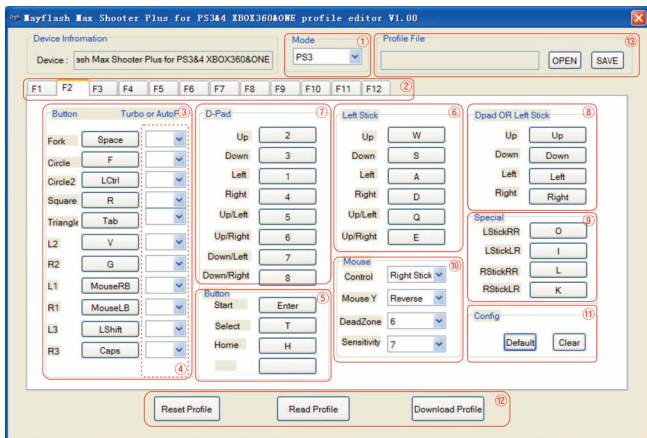 Mayflash Max Shooter Plus for PS3&4 XBOX360&ONE profile editor V1.00
Device Infromation
Device : ash Max Shooter Plus for PS3&4 XBOX360&ONE
Mode ①
PS3
Profile File
⑬
OPEN SAVE
F1 F2 F3 F4 F5 F6 F7 F8 F9 F10 F11 F12 ②
Button Turbo or AutoF ③
Fork Space
Circle F
Circle2 LCtrl
Square R
Triangle Tab
L2 V
R2 G
L1 MouseRB
R1 MouseLB
L3 LShift
R3 Caps
④
D-Pad ⑦
Up 2
Down 3
Left 1
Right 4
Up/Left 5
Up/Right 6
Down/Left 7
Down/Right 8
Button ⑤
Start Enter
Select T
Home H
Left Stick ⑥
Up W
Down S
Left A
Right D
Up/Left Q
Up/Right E
Mouse ⑩
Control Right Stick
Mouse Y Reverse
DeadZone 6
Sensitivity 7
Dpad OR Left Stick ⑧
Up Up
Down Down
Left Left
Right Right
Special ⑨
LStickRR O
LStickLR I
RStickRR L
RStickLR K
Config ⑪
Default Clear
Reset Profile Read Profile Download Profile ⑫